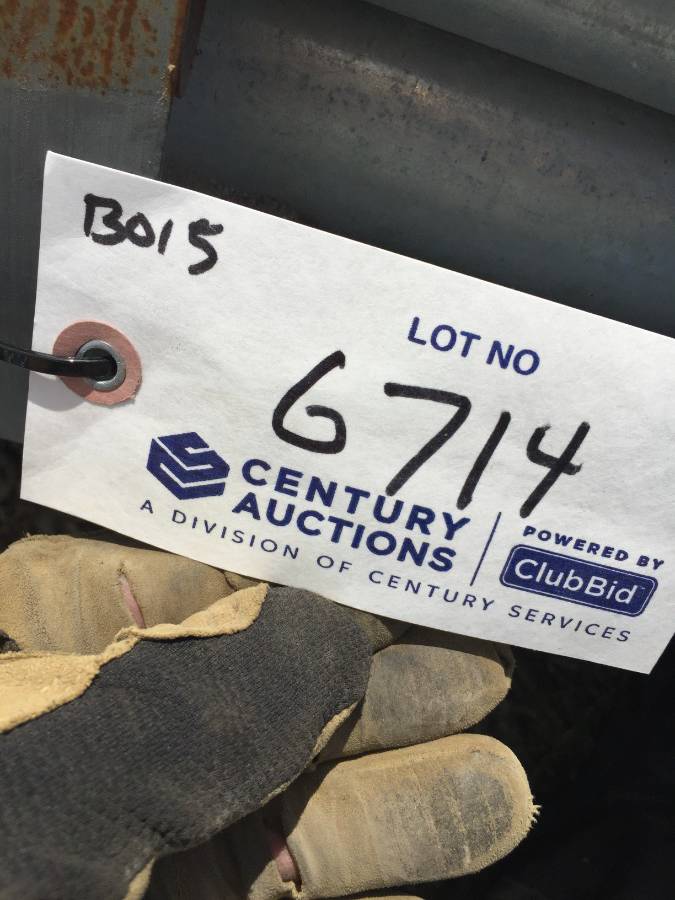 B015
LOT NO
6714
CENTURY
AUCTIONS
A DIVISION OF CENTURY SERVICES
POWERED BY
ClubBid